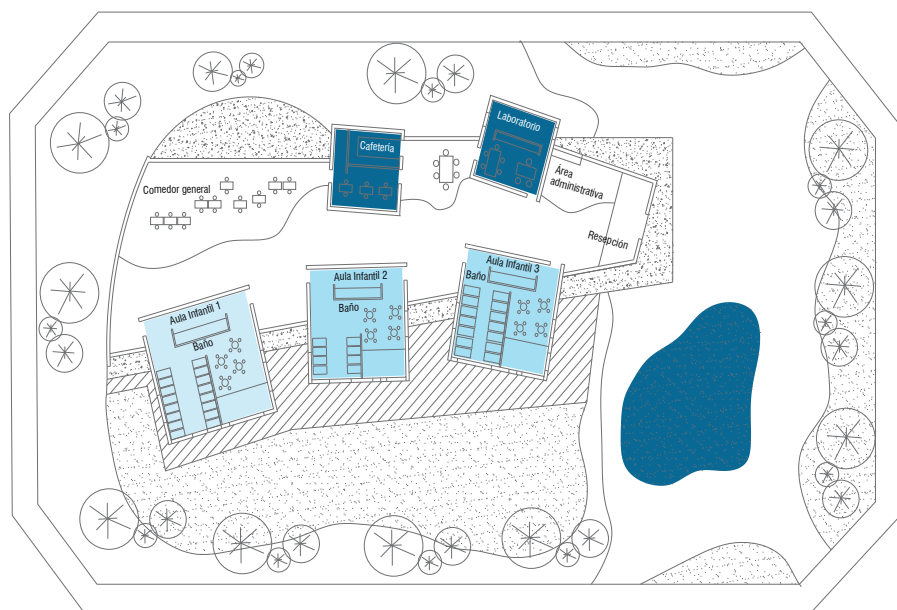 Laboratorio
Cafetería
Área
administrativa
Comedor general
Resepción
Aula Infantil 3
Baño
Aula Infantil 2
Baño
Aula Infantil 1
Baño